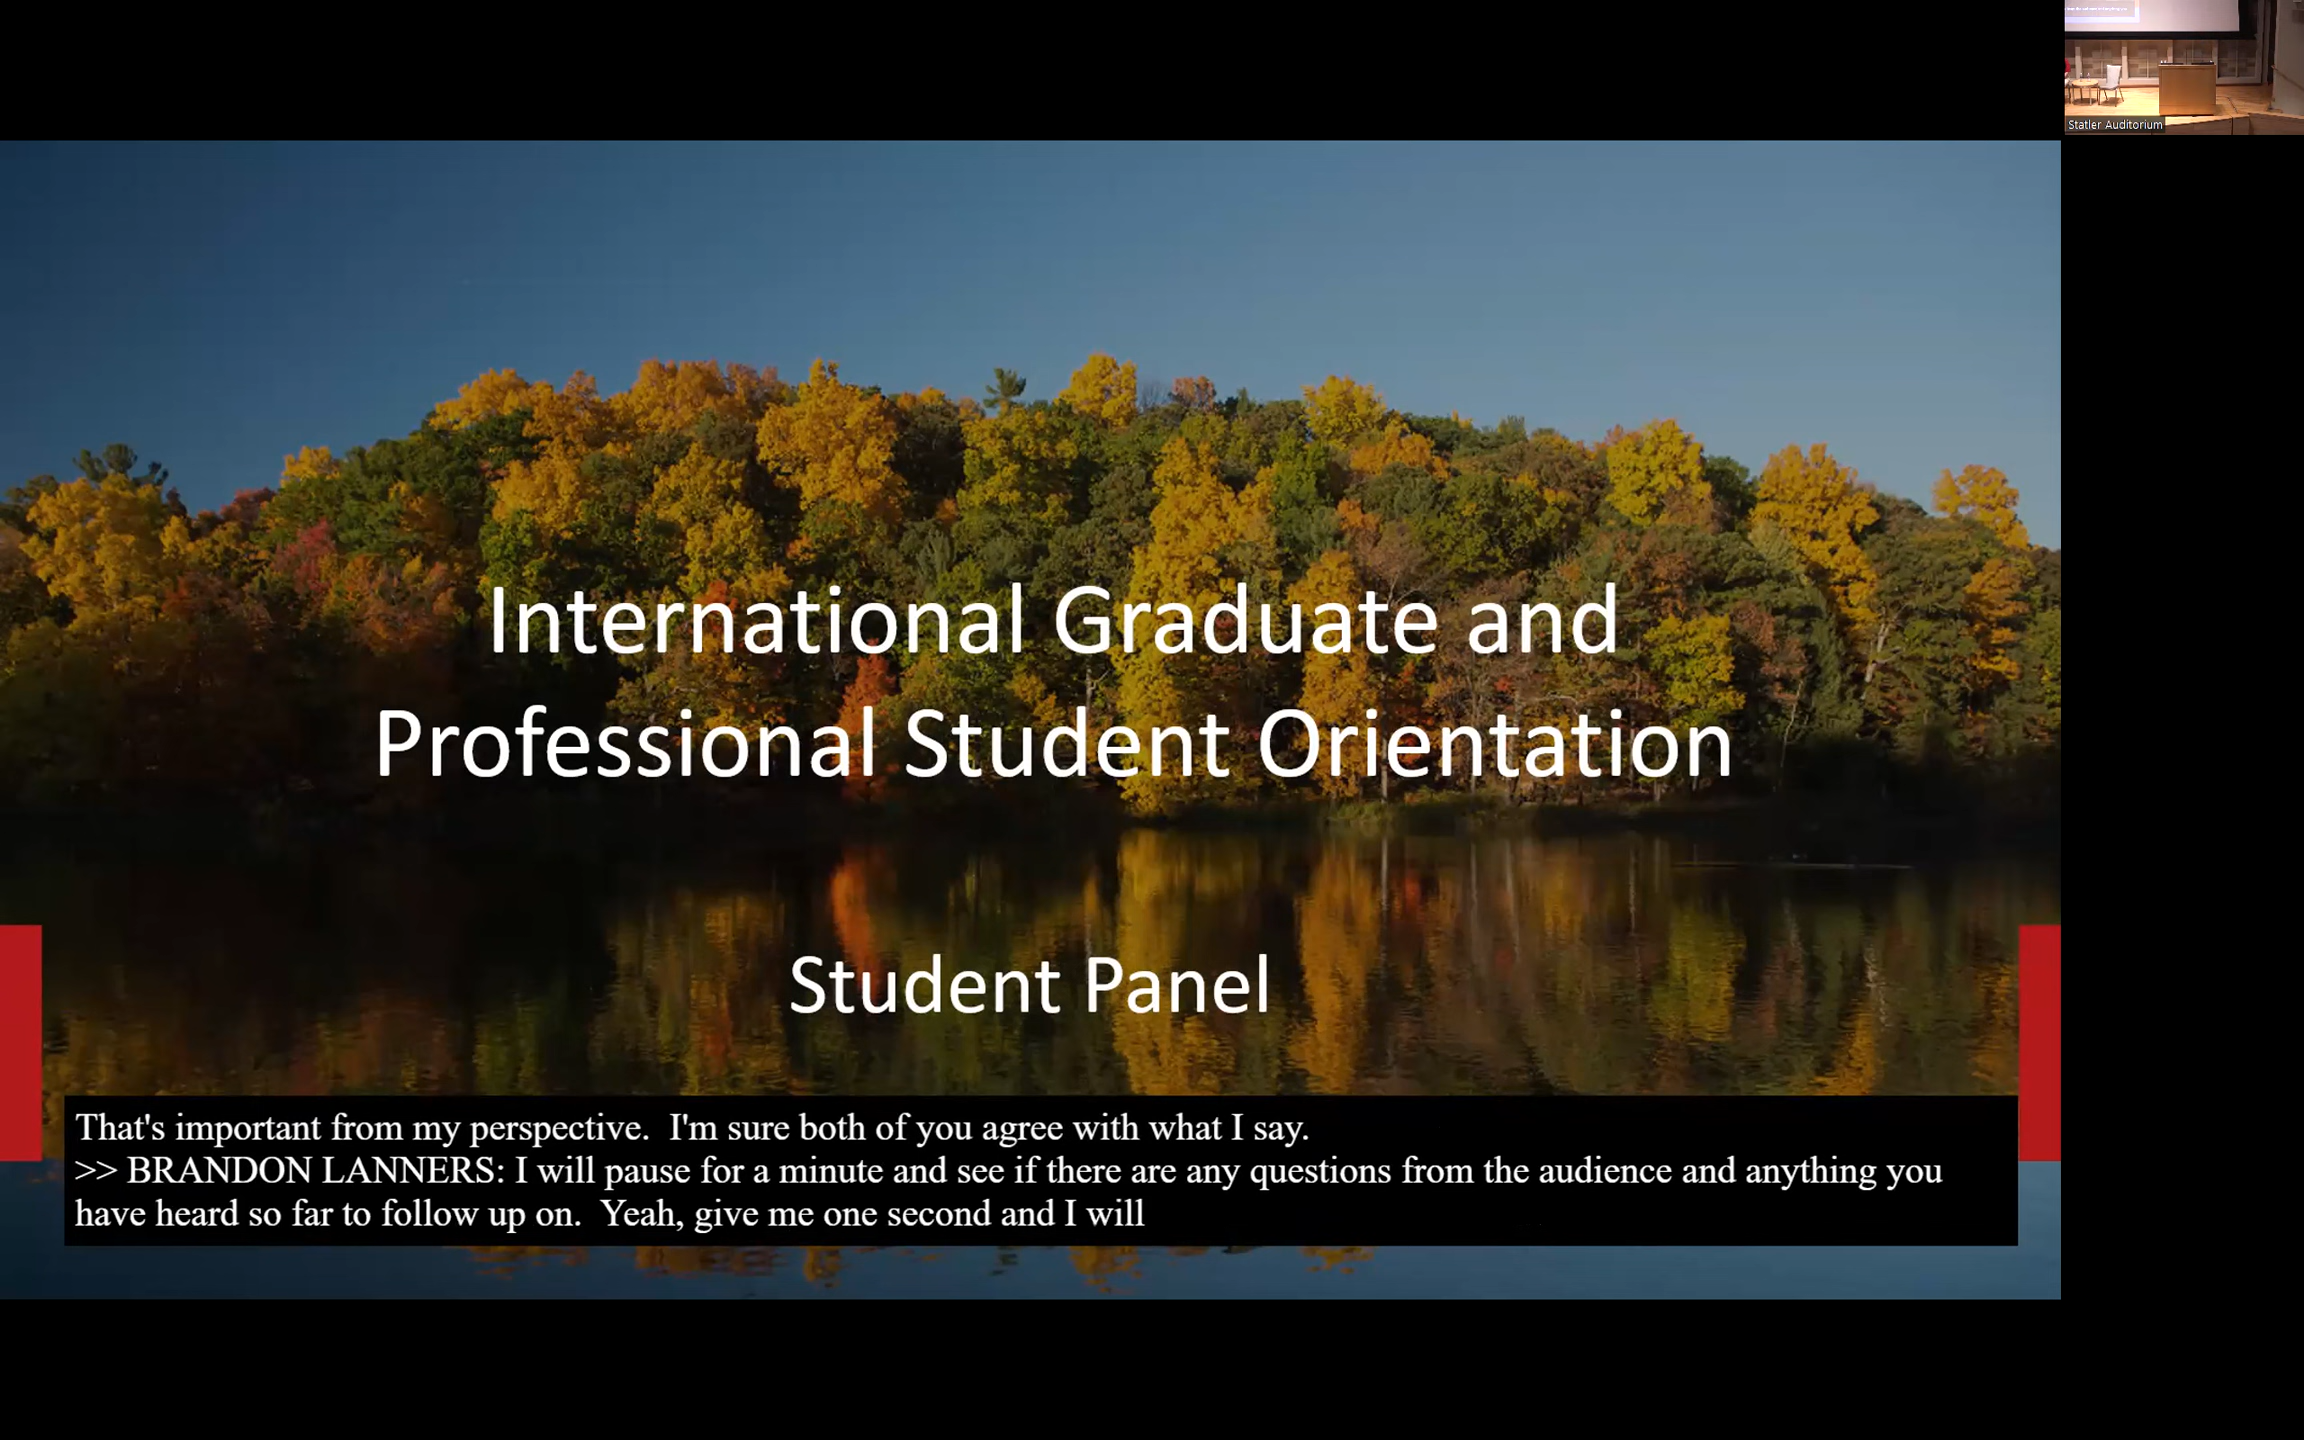 Statler Auditorium
International Graduate and
Professional Student Orientation
Student Panel
That's important from my perspective.  I'm sure both of you agree with what I say.
>> BRANDON LANNERS: I will pause for a minute and see if there are any questions from the audience and anything you
have heard so far to follow up on.  Yeah, give me one second and I will